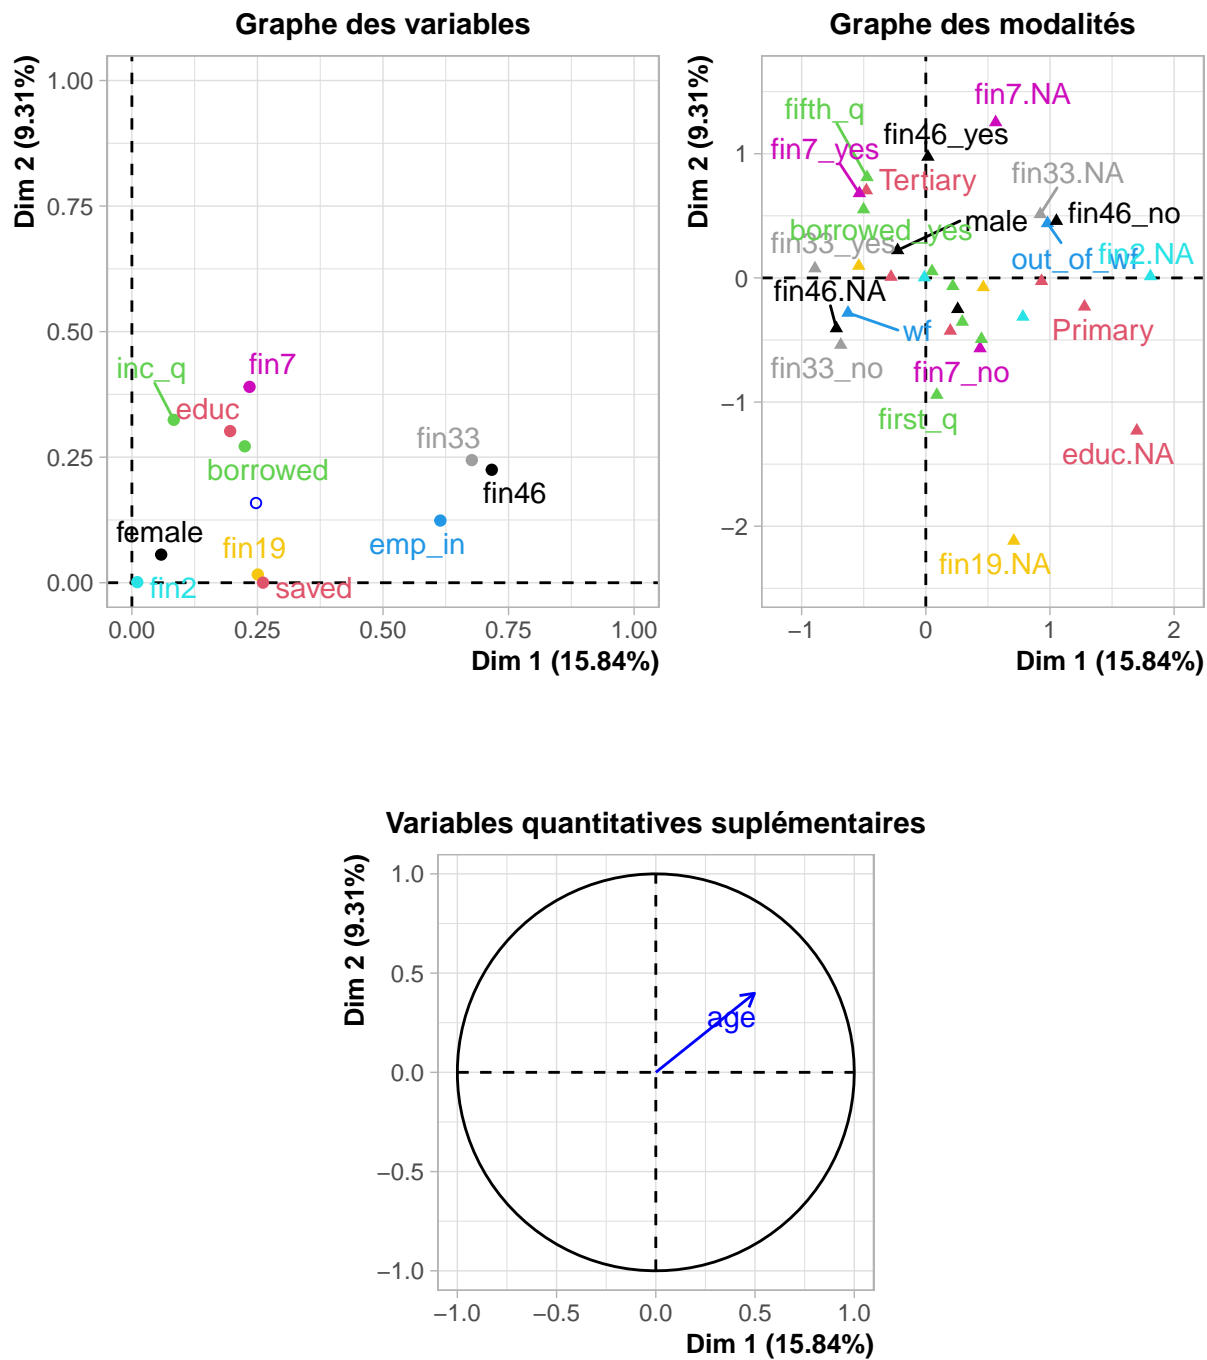 Graphe des variables
Dim 2 (9.31%)
1.00
0.75
0.50
0.25
0.00
inc_q
fin7
educ
borrowed
fin33
fin46
emp_in
female
fin19
fin2
saved
0.00 0.25 0.50 0.75 1.00
Dim 1 (15.84%)
Graphe des modalités
Dim 2 (9.31%)
1
0
−1
−2
fin7.NA
fifth_q
fin46_yes
fin7_yes
Tertiary
fin33.NA
fin46_no
male
borrowed_yes
fin33_yes
out_of_wf
fin2.NA
fin46.NA
wf
Primary
fin33_no
fin7_no
first_q
educ.NA
fin19.NA
−1 0 1 2
Dim 1 (15.84%)
Variables quantitatives suplémentaires
Dim 2 (9.31%)
1.0
0.5
0.0
−0.5
−1.0
age
−1.0 −0.5 0.0 0.5 1.0
Dim 1 (15.84%)